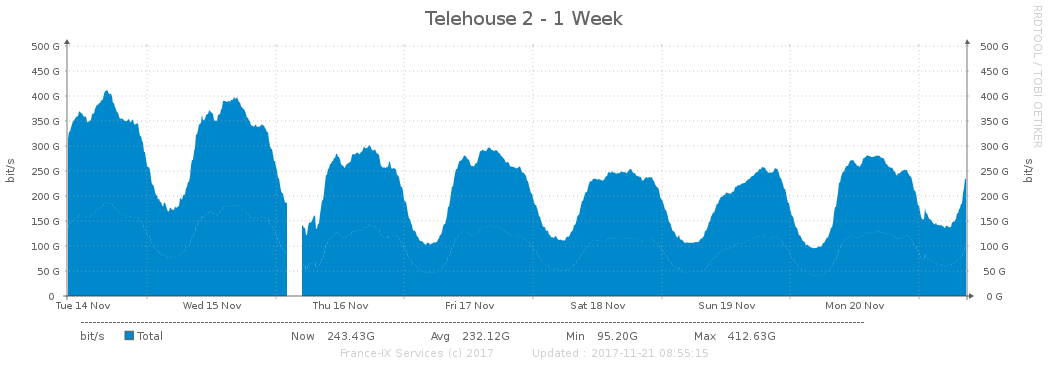 Telehouse 2 - 1 Week
RRDTOOL / TOBI OETIKER
bit/s
500 G 500 G
450 G 450 G
400 G 400 G
350 G 350 G
300 G 300 G
250 G 250 G
200 G 200 G
150 G 150 G
100 G 100 G
50 G 50 G
0 0 G
bit/s
Tue 14 Nov Wed 15 Nov Thu 16 Nov Fri 17 Nov Sat 18 Nov Sun 19 Nov Mon 20 Nov
bit/s Total Now 243.43G Avg 232.12G Min 95.20G Max 412.63G
France-IX Services (c) 2017 Updated : 2017-11-21 08:55:15